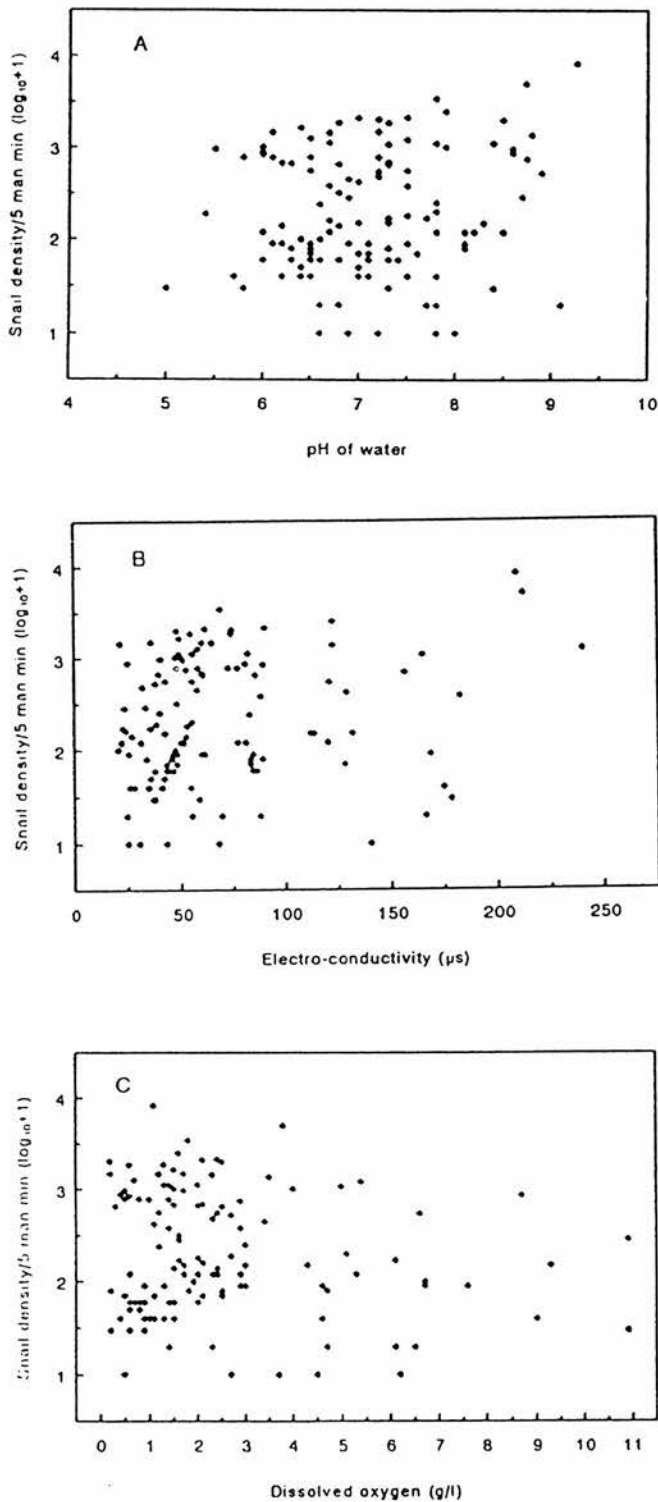 A
Snail density/5 man min (log₁₀+1)
4
3
2
1
4 5 6 7 8 9 10
pH of water
B
Snail density/5 man min (log₁₀+1)
4
3
2
1
0 50 100 150 200 250
Electro-conductivity (µs)
C
Snail density/5 man min (log₁₀+1)
4
3
2
1
0 1 2 3 4 5 6 7 8 9 10 11
Dissolved oxygen (g/l)